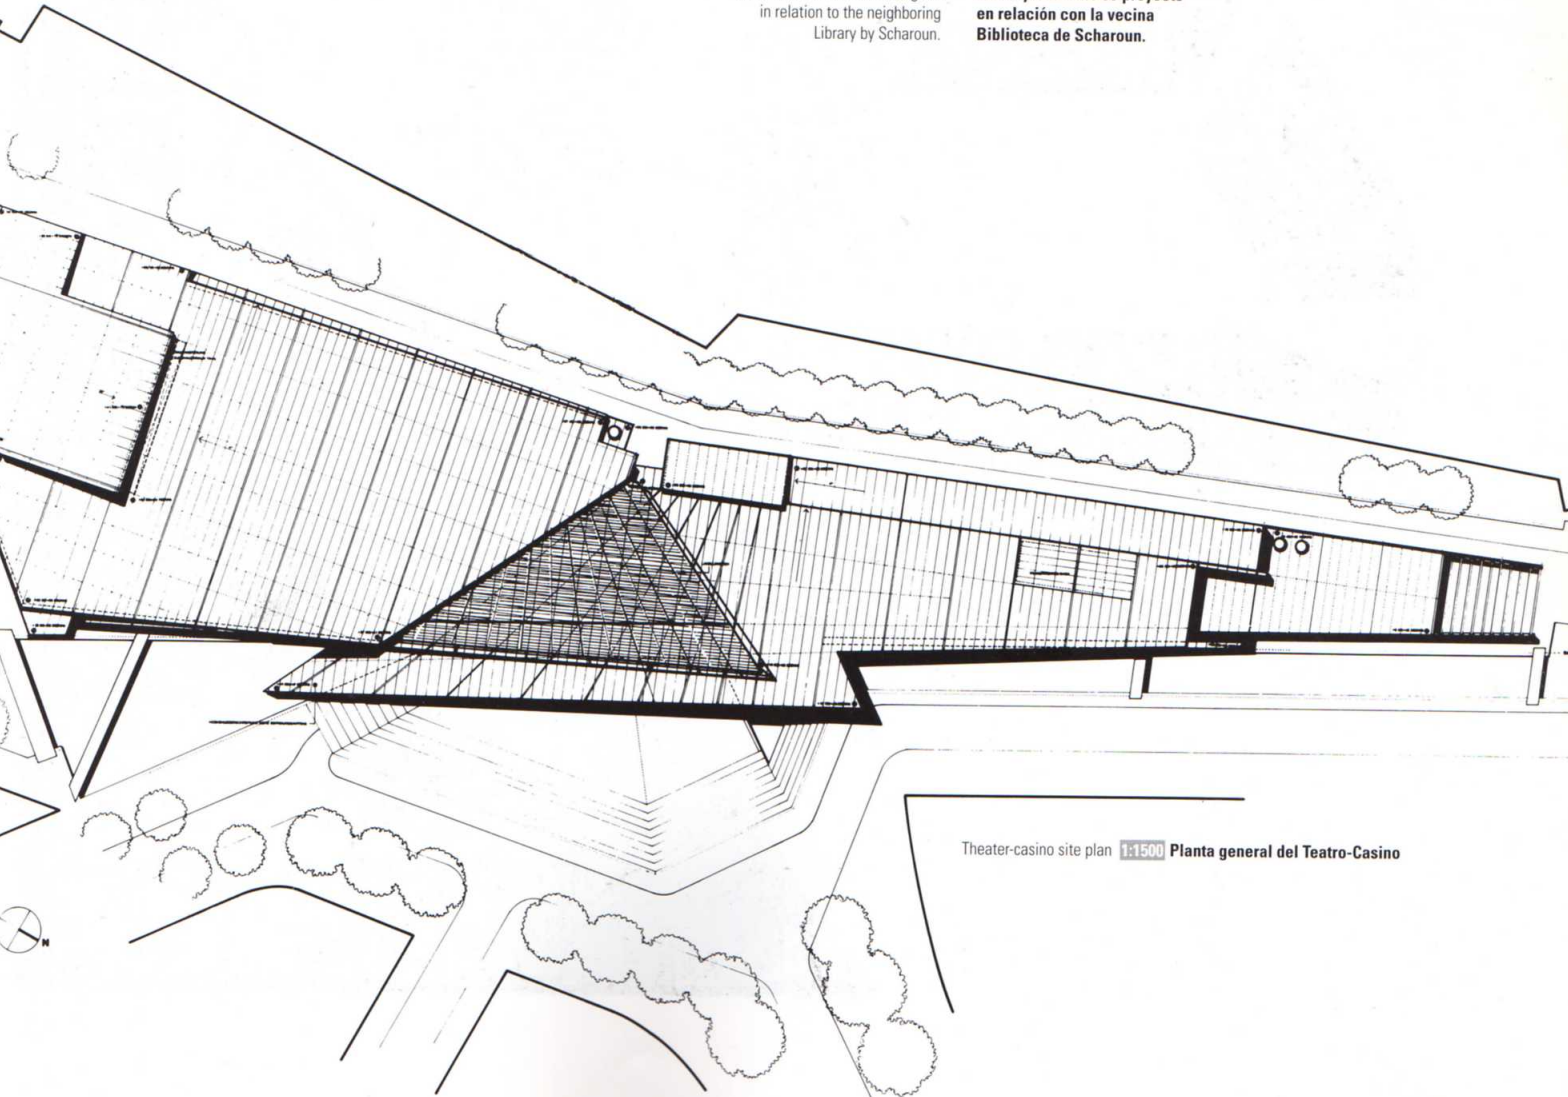 in relation to the neighboring
Library by Scharoun.
en relación con la vecina
Biblioteca de Scharoun.
Theater-casino site plan 1:1500 Planta general del Teatro-Casino
N